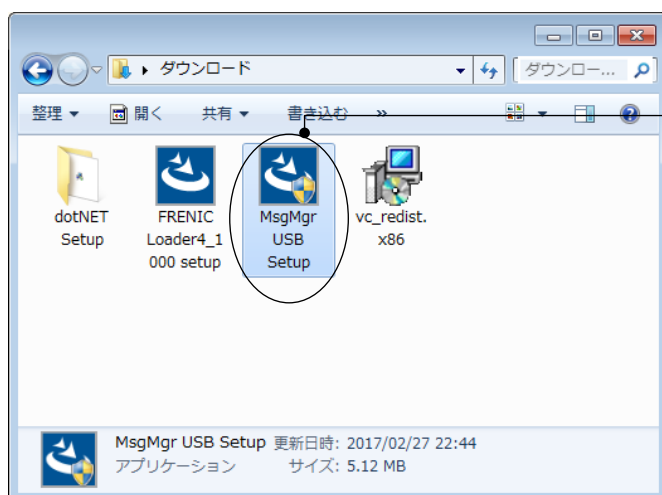 ダウンロード
ダウンロー...
整理
開く
共有
書き込む
»
dotNET
Setup
FRENIC
Loader4_1
000 setup
MsgMgr
USB
Setup
vc_redist.
x86
MsgMgr USB Setup 更新日時: 2017/02/27 22:44
アプリケーション サイズ: 5.12 MB